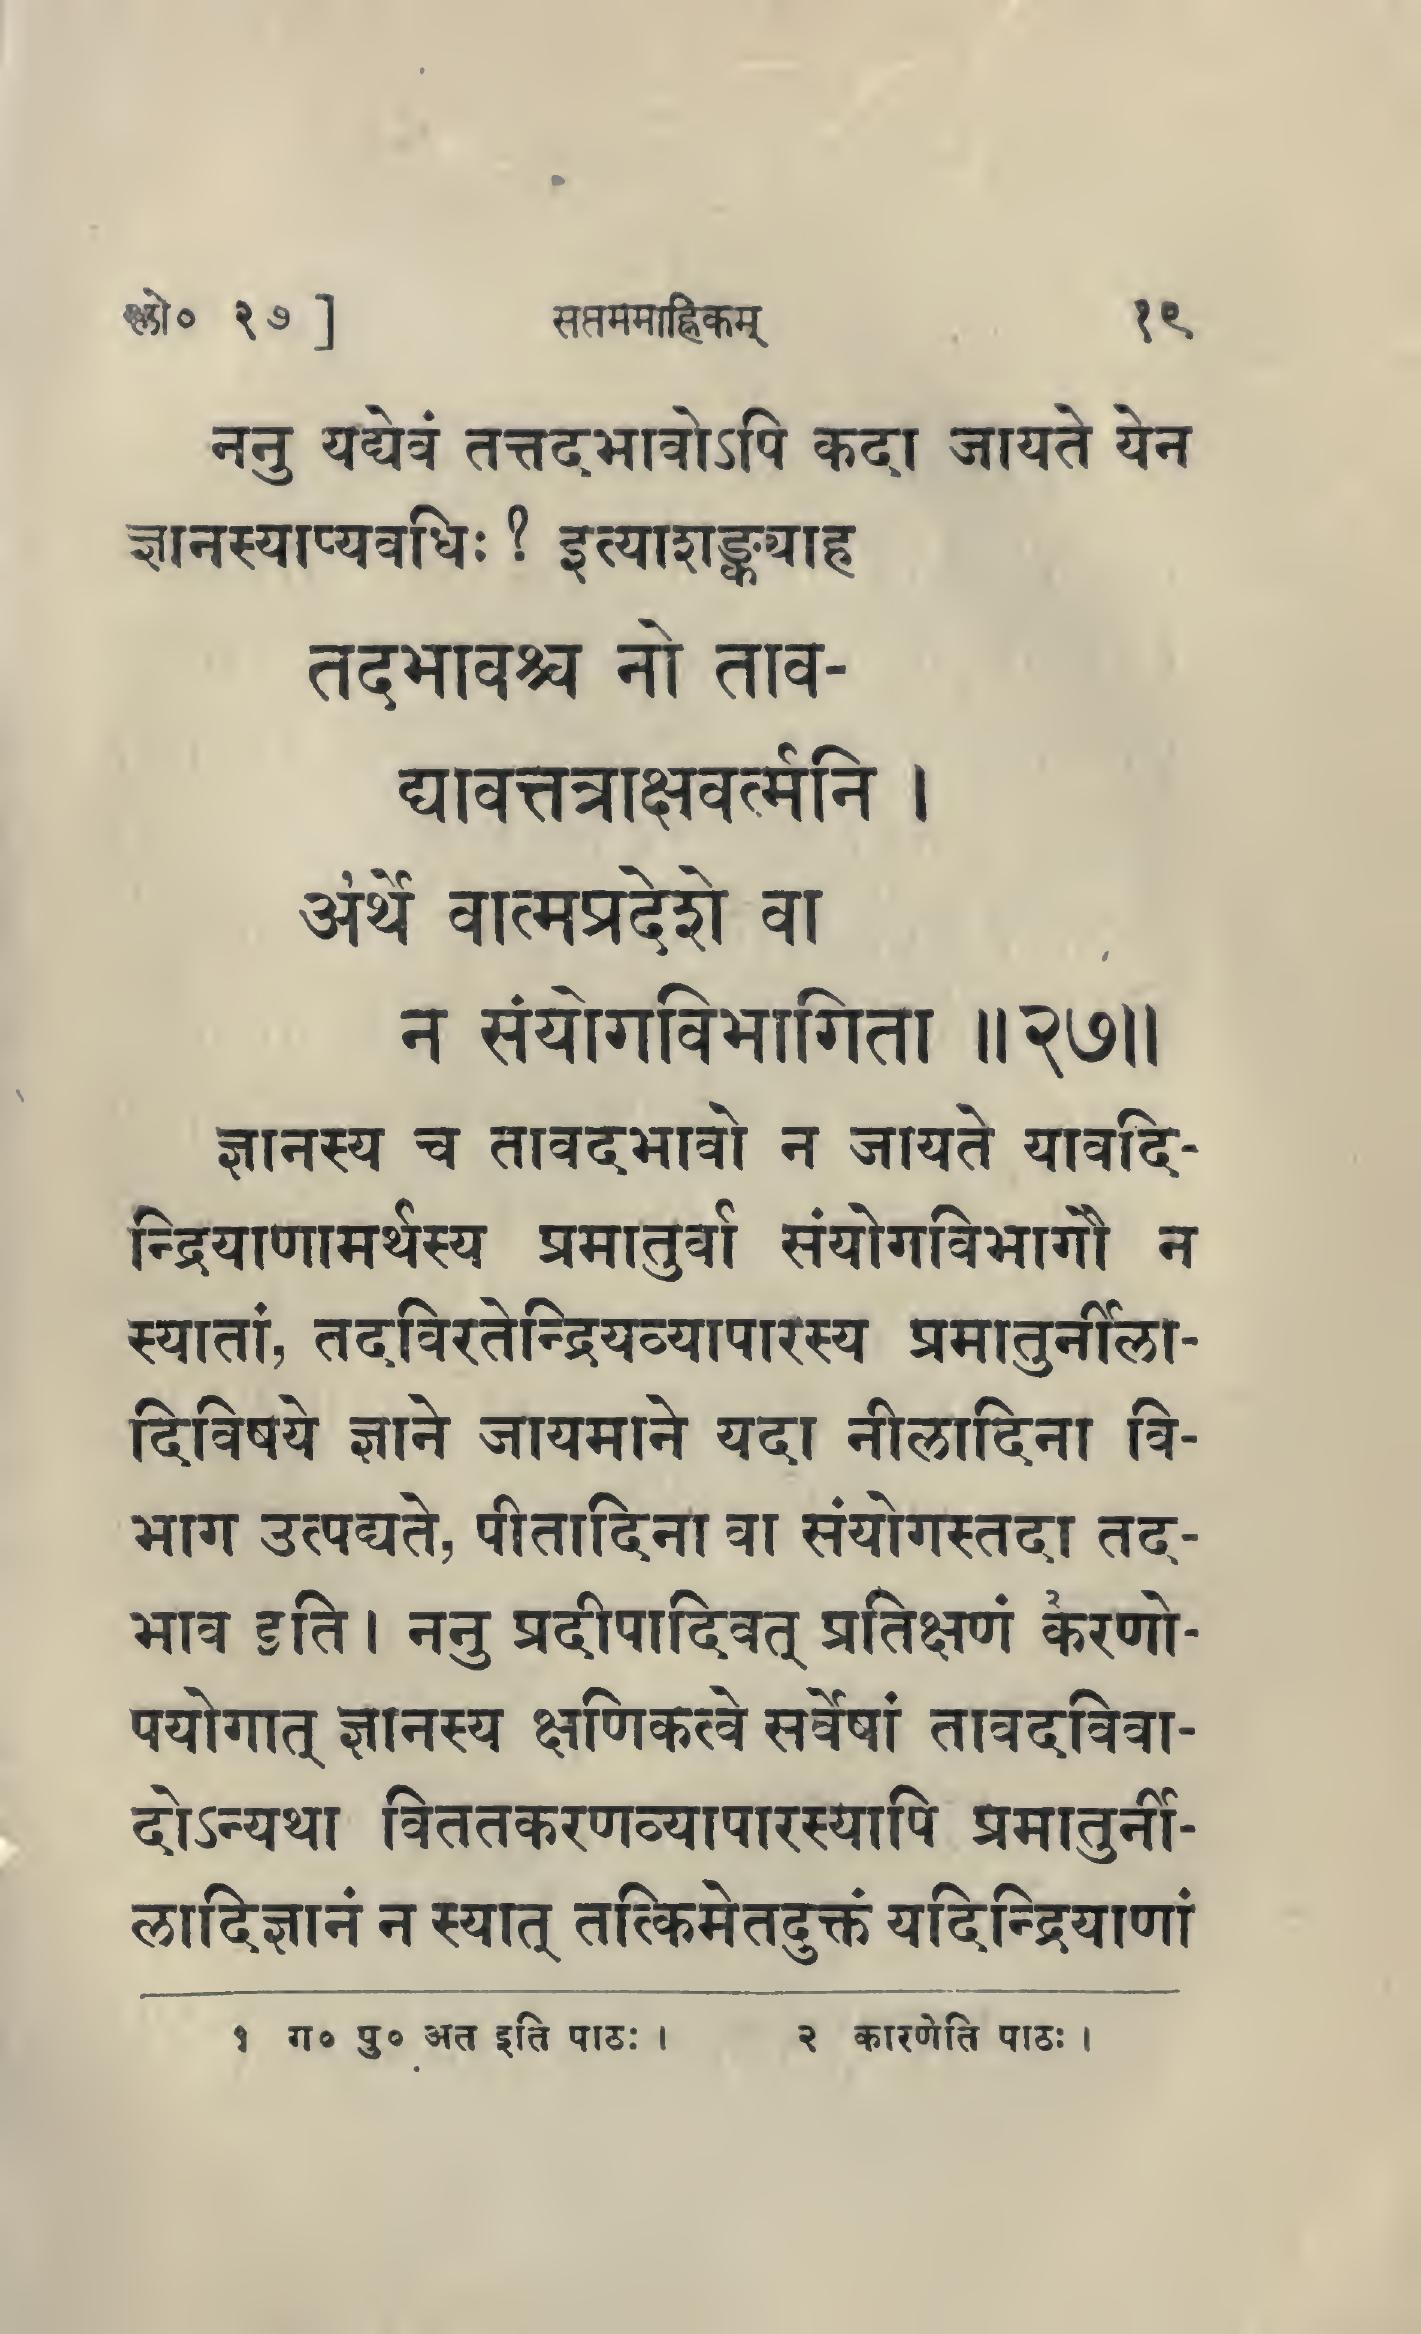 श्लो० २७ ] सप्तममाह्निकम् १९
ननु यद्येवं तत्तदभावोऽपि कदा जायते येन
ज्ञानस्याप्यवधिः ? इत्याशङ्क्याह
तदभावश्च नो ताव-
द्यावत्तत्राक्षवर्त्मनि ।
अ१र्थे वात्मप्रदेशे वा
न संयोगविभागिता ॥२७॥
ज्ञानस्य च तावदभावो न जायते यावदि-
न्द्रियाणामर्थस्य प्रमातुर्वा संयोगविभागौ न
स्यातां, तदविरतेन्द्रियव्यापारस्य प्रमातुर्नीला-
दिविषये ज्ञाने जायमाने यदा नीलादिना वि-
भाग उत्पद्यते, पीतादिना वा संयोगस्तदा तद-
भाव इति । ननु प्रदीपादिवत् प्रतिक्षणं क२रणो-
पयोगात् ज्ञानस्य क्षणिकत्वे सर्वेषां तावदविवा-
दोऽन्यथा विततकरणव्यापारस्यापि प्रमातुर्नी-
लादिज्ञानं न स्यात् तत्किमेतदुक्तं यदिन्द्रियाणां
१ ग० पु० अत इति पाठः । २ कारणेति पाठः ।